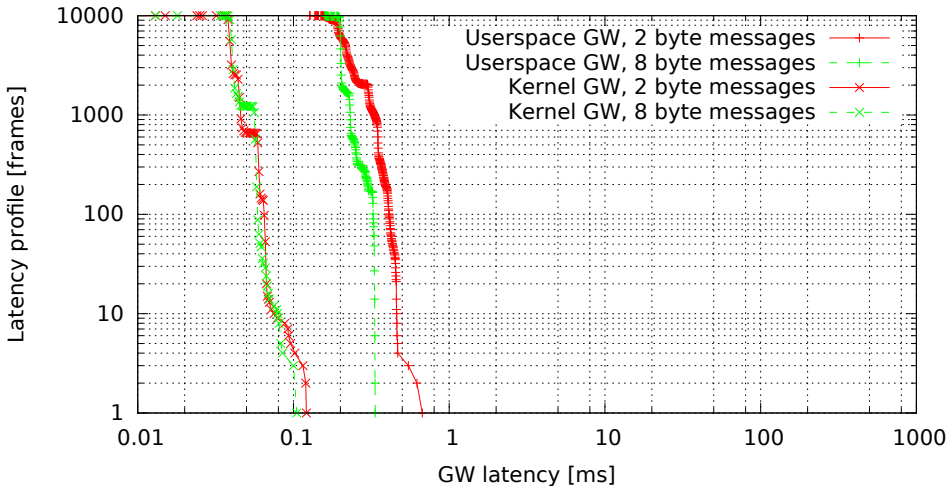 10000
1000
100
10
1
Latency profile [frames]
Userspace GW, 2 byte messages
Userspace GW, 8 byte messages
Kernel GW, 2 byte messages
Kernel GW, 8 byte messages
0.01 0.1 1 10 100 1000
GW latency [ms]